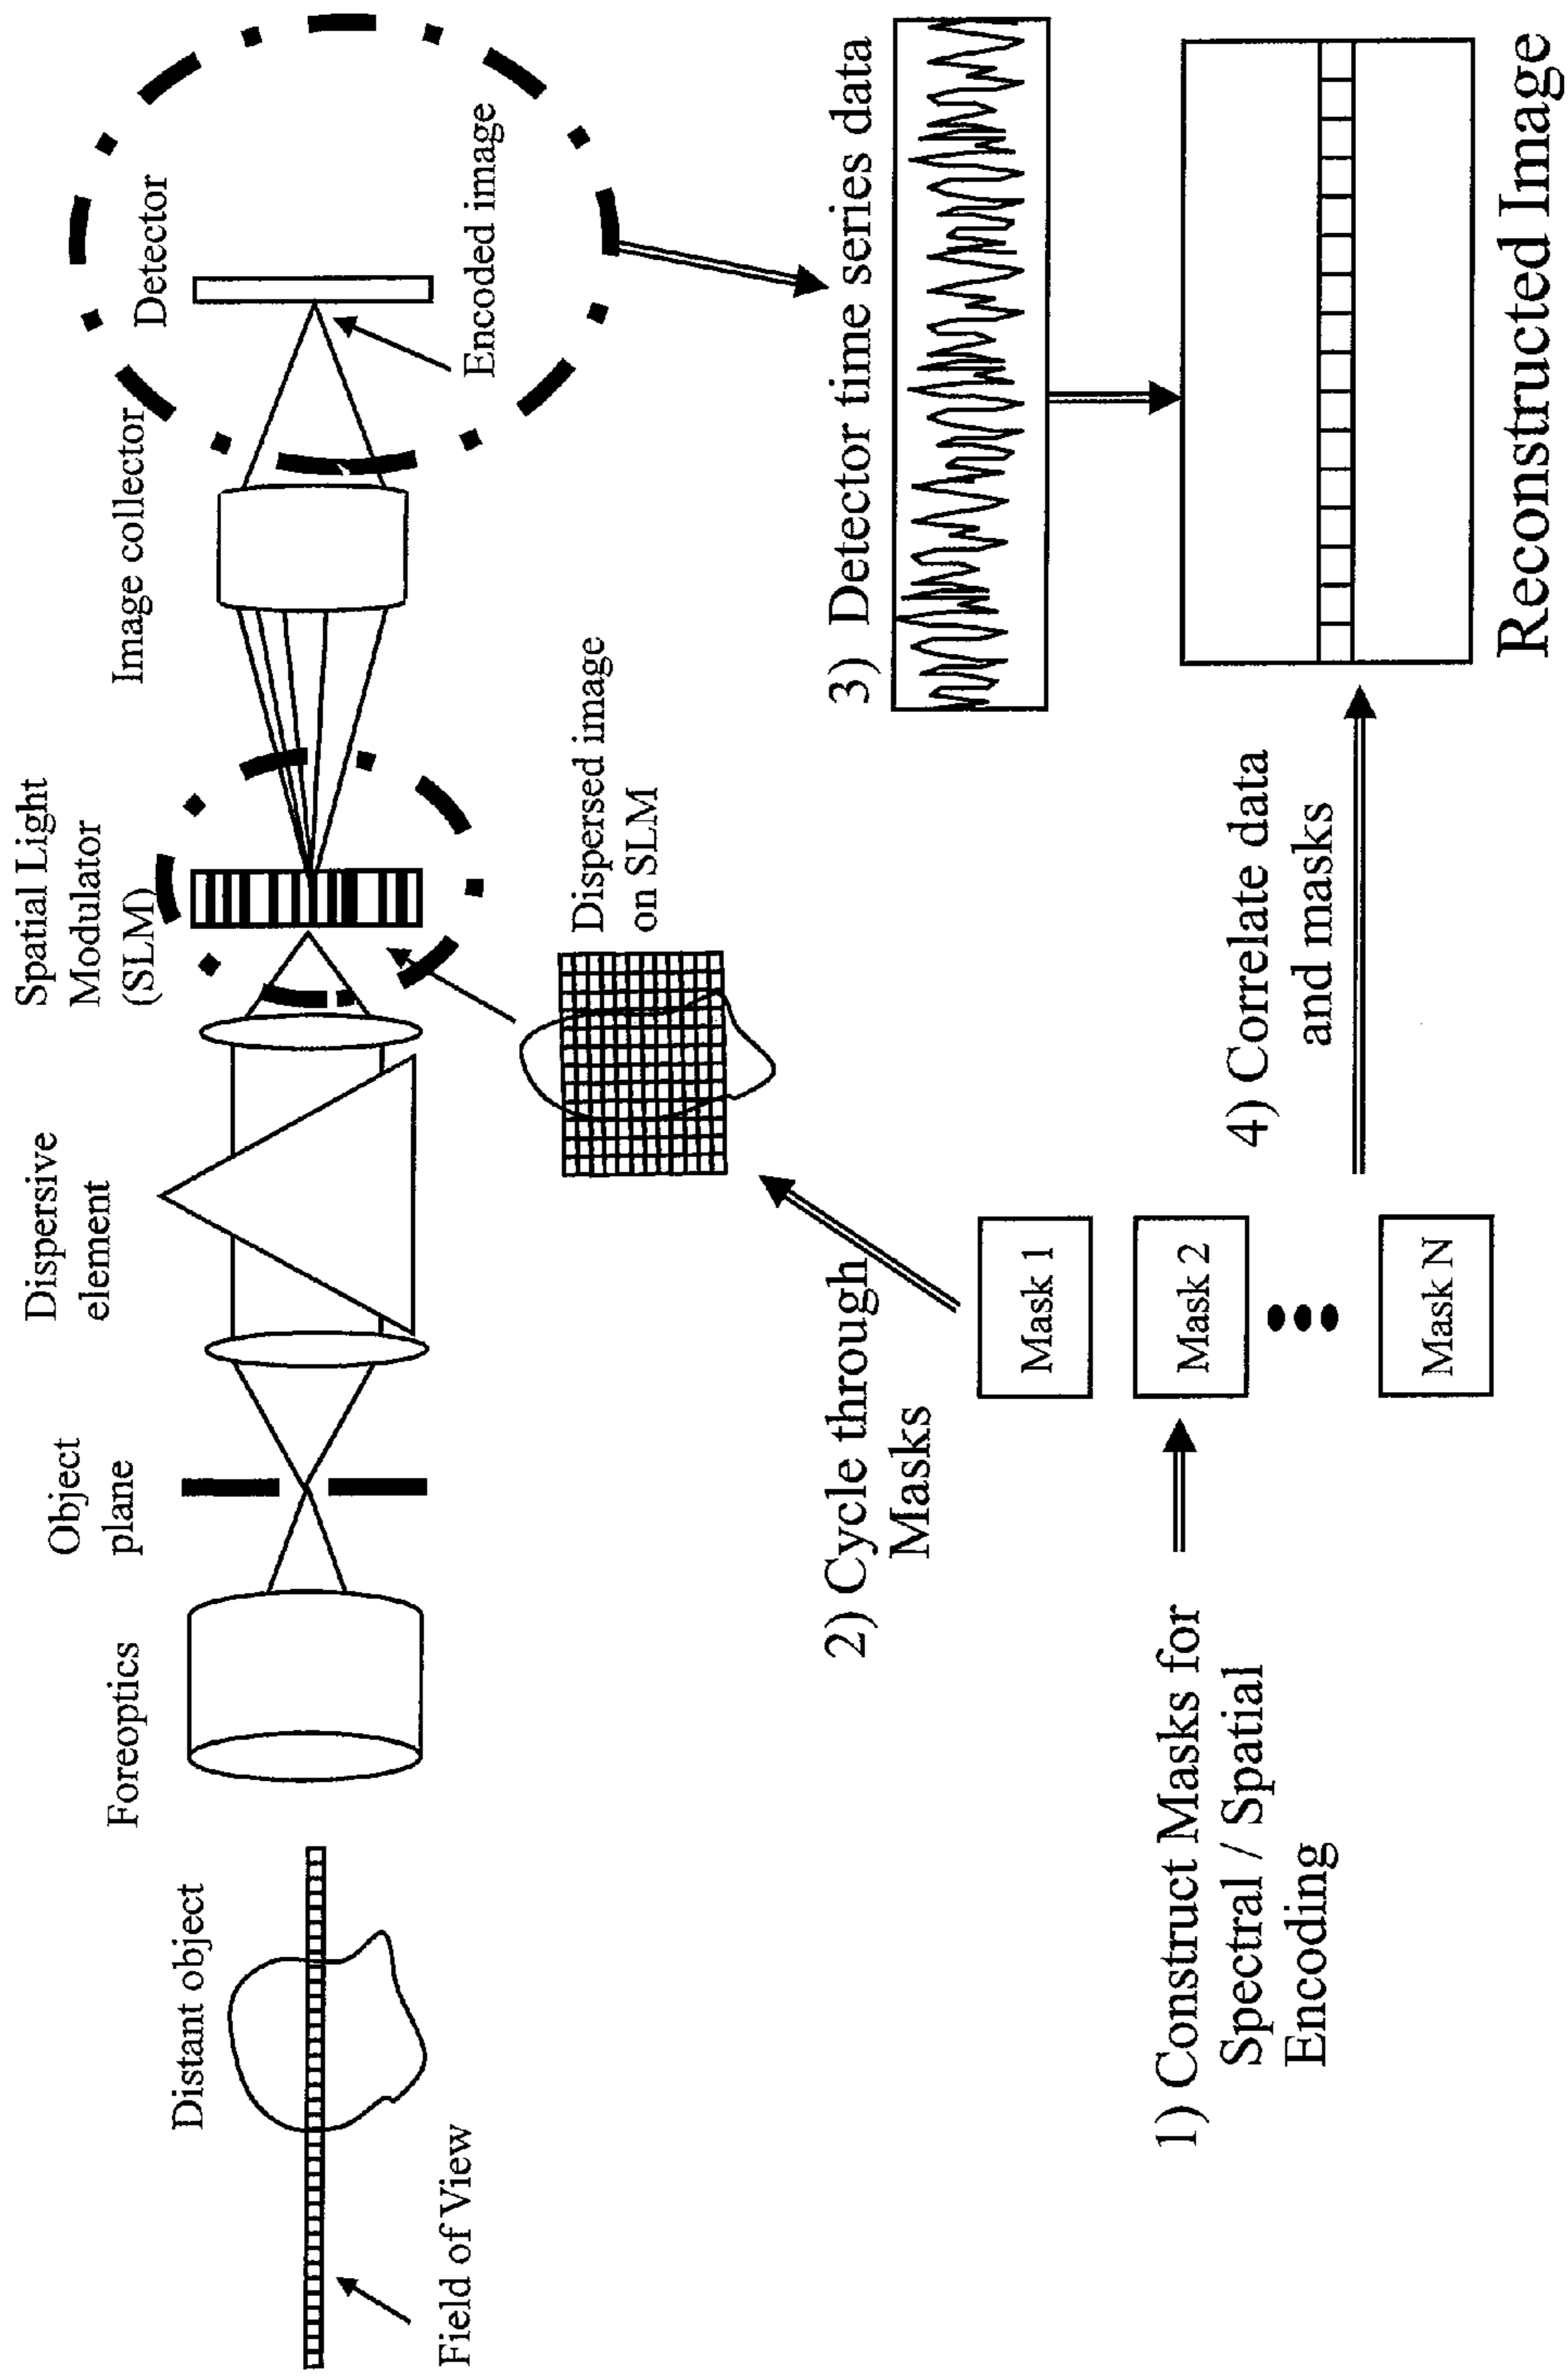 Distant object
Field of View
Foreoptics
Object
plane
Dispersive
element
Spatial Light
Modulator
(SLM)
Dispersed image
on SLM
Image collector
Detector
Encoded image
1) Construct Masks for
Spectral / Spatial
Encoding
2) Cycle through
Masks
Mask 1
Mask 2
Mask N
3) Detector time series data
4) Correlate data
and masks
Reconstructed Image